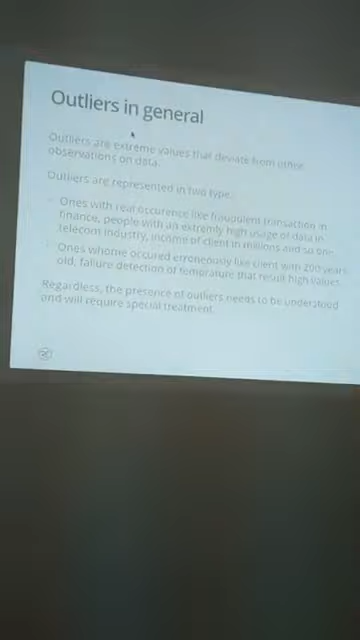 Outliers in general
Outliers are extreme values that deviate from other
observations on data.
Outliers are represented in two type.
Ones with real occurence like fraudulent transaction in
finance, people with an extremly high usage of data in
telecom industry, income of client in millions and so one
Ones whome occured erroneously like client with 200 years
old, failure detection of temprature that result high values.
Regardless, the presence of outliers needs to be understood
and will require special treatment.